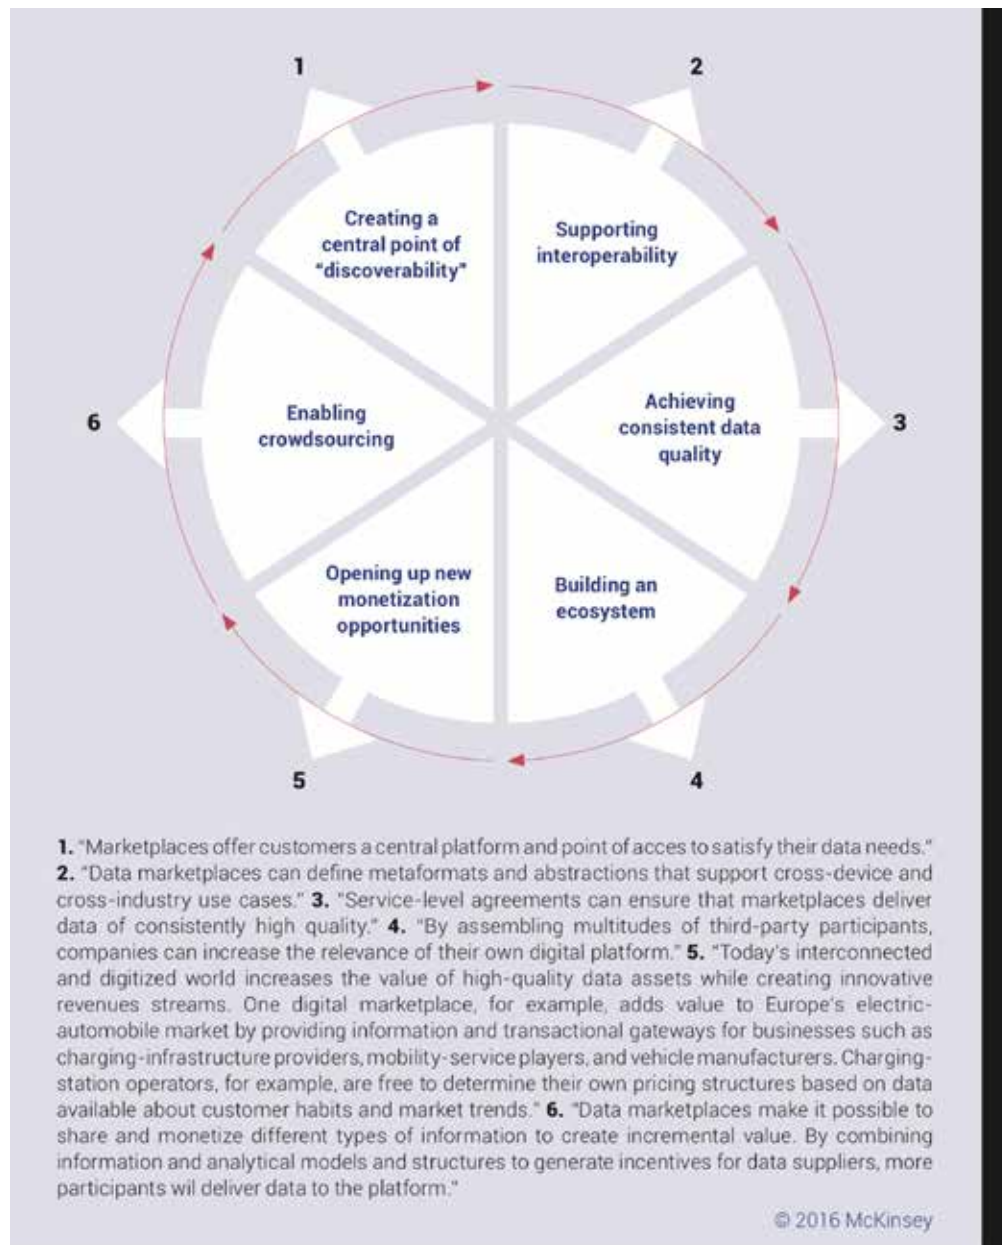 1
2
Creating a
central point of
"discoverability"
Supporting
interoperability
6
Enabling
crowdsourcing
Achieving
consistent data
quality
3
Opening up new
monetization
opportunities
Building an
ecosystem
5
4
1. "Marketplaces offer customers a central platform and point of acces to satisfy their data needs."
2. "Data marketplaces can define metaformats and abstractions that support cross-device and
cross-industry use cases." 3. "Service-level agreements can ensure that marketplaces deliver
data of consistently high quality." 4. "By assembling multitudes of third-party participants,
companies can increase the relevance of their own digital platform." 5. "Today's interconnected
and digitized world increases the value of high-quality data assets while creating innovative
revenues streams. One digital marketplace, for example, adds value to Europe's electric-
automobile market by providing information and transactional gateways for businesses such as
charging-infrastructure providers, mobility-service players, and vehicle manufacturers. Charging-
station operators, for example, are free to determine their own pricing structures based on data
available about customer habits and market trends." 6. "Data marketplaces make it possible to
share and monetize different types of information to create incremental value. By combining
information and analytical models and structures to generate incentives for data suppliers, more
participants wil deliver data to the platform."
© 2016 McKinsey